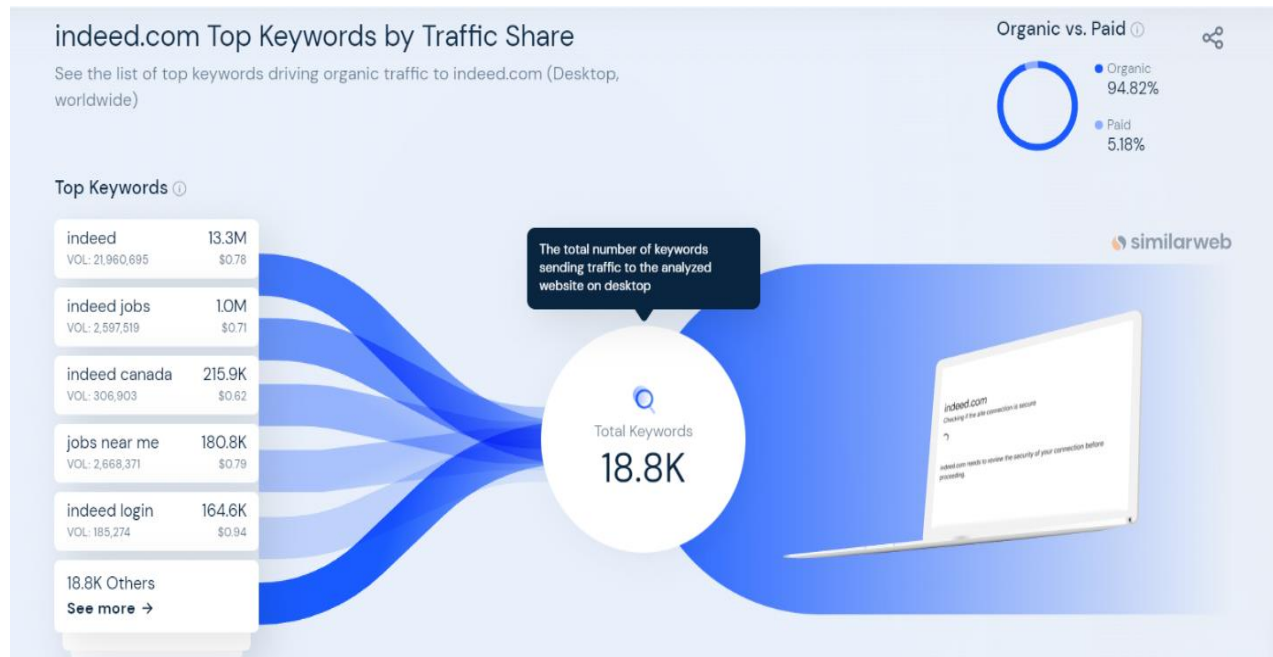 indeed.com Top Keywords by Traffic Share
See the list of top keywords driving organic traffic to indeed.com (Desktop,
worldwide)
Organic vs. Paid
Organic
94.82%
Paid
5.18%
Top Keywords
indeed 13.3M
VOL: 21,960,695 $0.78
indeed jobs 1.0M
VOL: 2,597,519 $0.71
indeed canada 215.9K
VOL: 306,903 $0.62
jobs near me 180.8K
VOL: 2,668,371 $0.79
indeed login 164.6K
VOL: 185,274 $0.94
18.8K Others
See more →
The total number of keywords
sending traffic to the analyzed
website on desktop
Total Keywords
18.8K
similarweb
indeed.com
Checking if the site connection is secure
indeed.com needs to review the security of your connection before
proceeding.